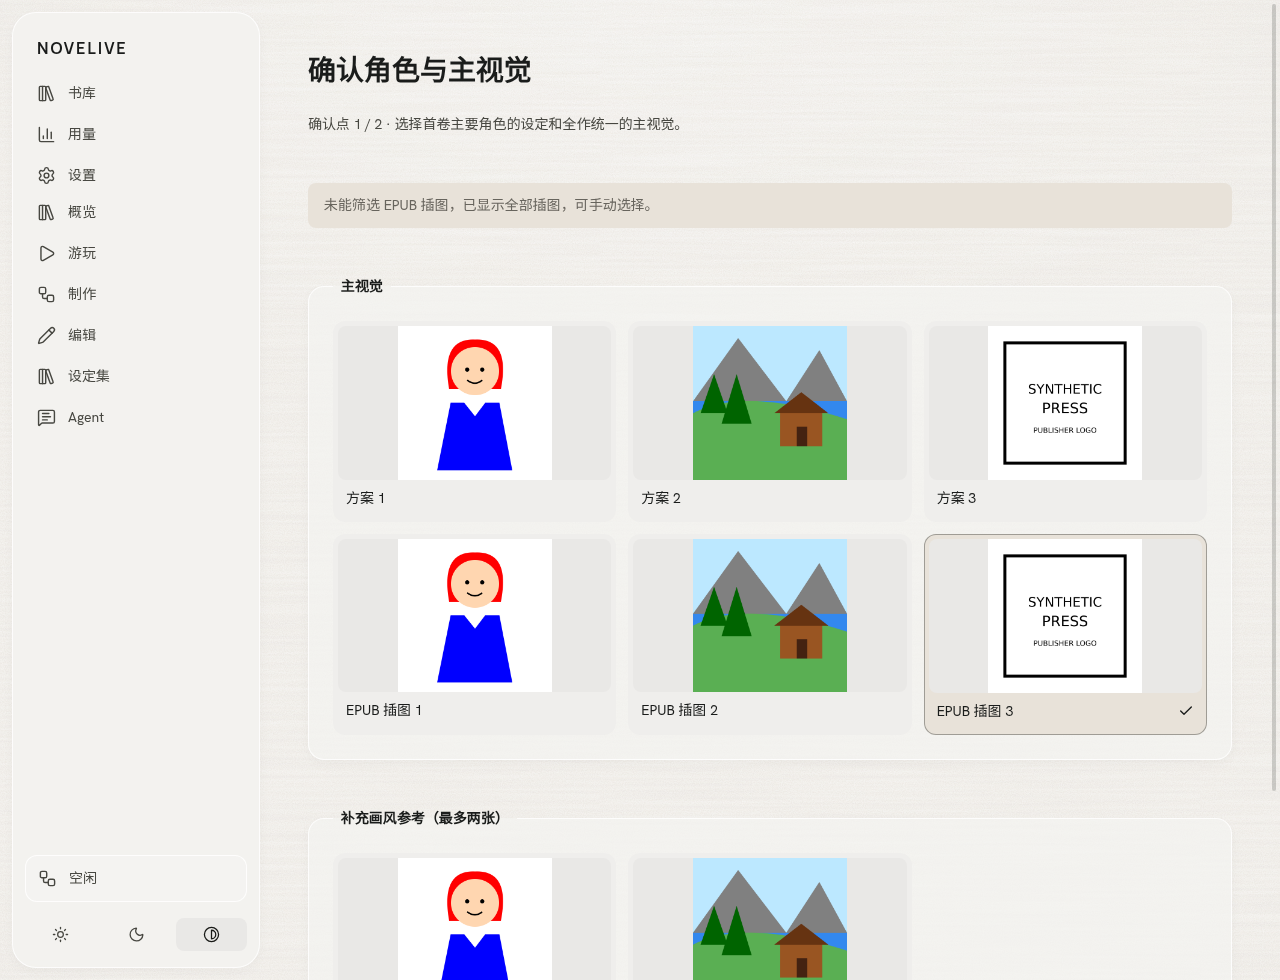 NOVELIVE
书库
用量
设置
概览
游玩
制作
编辑
设定集
Agent
空闲
确认角色与主视觉
确认点 1 / 2 · 选择首卷主要角色的设定和全作统一的主视觉。
未能筛选 EPUB 插图，已显示全部插图，可手动选择。
主视觉
方案 1
方案 2
SYNTHETIC
PRESS
PUBLISHER LOGO
方案 3
EPUB 插图 1
EPUB 插图 2
SYNTHETIC
PRESS
PUBLISHER LOGO
EPUB 插图 3
补充画风参考（最多两张）